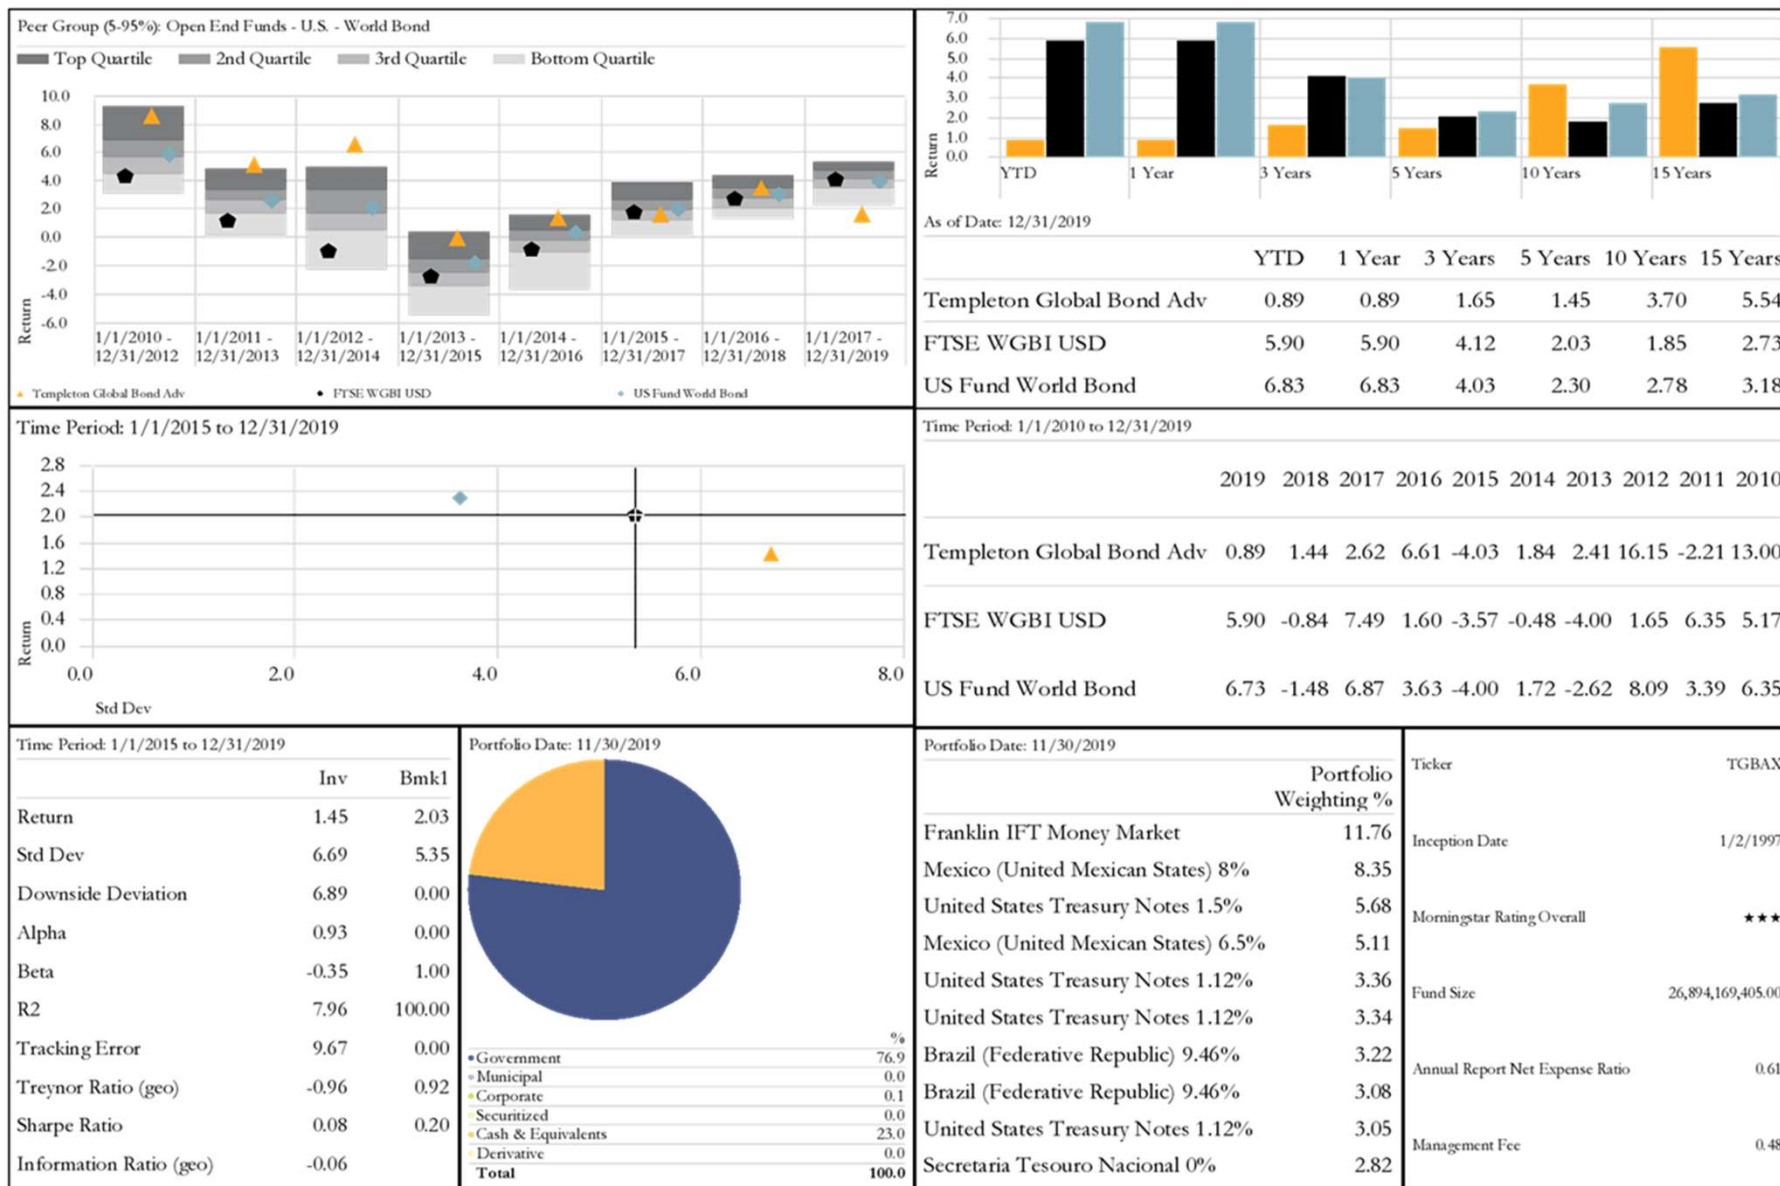 Peer Group (5-95%): Open End Funds - U.S. - World Bond
Top Quartile 2nd Quartile 3rd Quartile Bottom Quartile
10.0
8.0
6.0
4.0
2.0
0.0
-2.0
-4.0
-6.0
Return
1/1/2010 - 1/1/2011 - 1/1/2012 - 1/1/2013 - 1/1/2014 - 1/1/2015 - 1/1/2016 - 1/1/2017 -
12/31/2012 12/31/2013 12/31/2014 12/31/2015 12/31/2016 12/31/2017 12/31/2018 12/31/2019
Templeton Global Bond Adv FTSE WGBI USD US Fund World Bond
7.0
6.0
5.0
4.0
3.0
2.0
1.0
0.0
Return
YTD 1 Year 3 Years 5 Years 10 Years 15 Years
As of Date: 12/31/2019
YTD 1 Year 3 Years 5 Years 10 Years 15 Years
Templeton Global Bond Adv 0.89 0.89 1.65 1.45 3.70 5.54
FTSE WGBI USD 5.90 5.90 4.12 2.03 1.85 2.73
US Fund World Bond 6.83 6.83 4.03 2.30 2.78 3.18
Time Period: 1/1/2015 to 12/31/2019
2.8
2.4
2.0
1.6
1.2
0.8
0.4
0.0
Return
0.0 2.0 4.0 6.0 8.0
Std Dev
Time Period: 1/1/2010 to 12/31/2019
2019 2018 2017 2016 2015 2014 2013 2012 2011 2010
Templeton Global Bond Adv 0.89 1.44 2.62 6.61 -4.03 1.84 2.41 16.15 -2.21 13.00
FTSE WGBI USD 5.90 -0.84 7.49 1.60 -3.57 -0.48 -4.00 1.65 6.35 5.17
US Fund World Bond 6.73 -1.48 6.87 3.63 -4.00 1.72 -2.62 8.09 3.39 6.35
Time Period: 1/1/2015 to 12/31/2019
Inv Bmk1
Return 1.45 2.03
Std Dev 6.69 5.35
Downside Deviation 6.89 0.00
Alpha 0.93 0.00
Beta -0.35 1.00
R2 7.96 100.00
Tracking Error 9.67 0.00
Treynor Ratio (geo) -0.96 0.92
Sharpe Ratio 0.08 0.20
Information Ratio (geo) -0.06
Portfolio Date: 11/30/2019
%
Government 76.9
Municipal 0.0
Corporate 0.1
Securitized 0.0
Cash & Equivalents 23.0
Derivative 0.0
Total 100.0
Portfolio Date: 11/30/2019
Portfolio
Weighting %
Franklin IFT Money Market 11.76
Mexico (United Mexican States) 8% 8.35
United States Treasury Notes 1.5% 5.68
Mexico (United Mexican States) 6.5% 5.11
United States Treasury Notes 1.12% 3.36
United States Treasury Notes 1.12% 3.34
Brazil (Federative Republic) 9.46% 3.22
Brazil (Federative Republic) 9.46% 3.08
United States Treasury Notes 1.12% 3.05
Secretaria Tesouro Nacional 0% 2.82
Ticker TGBAX
Inception Date 1/2/1997
Morningstar Rating Overall ★★★
Fund Size 26,894,169,405.00
Annual Report Net Expense Ratio 0.61
Management Fee 0.48